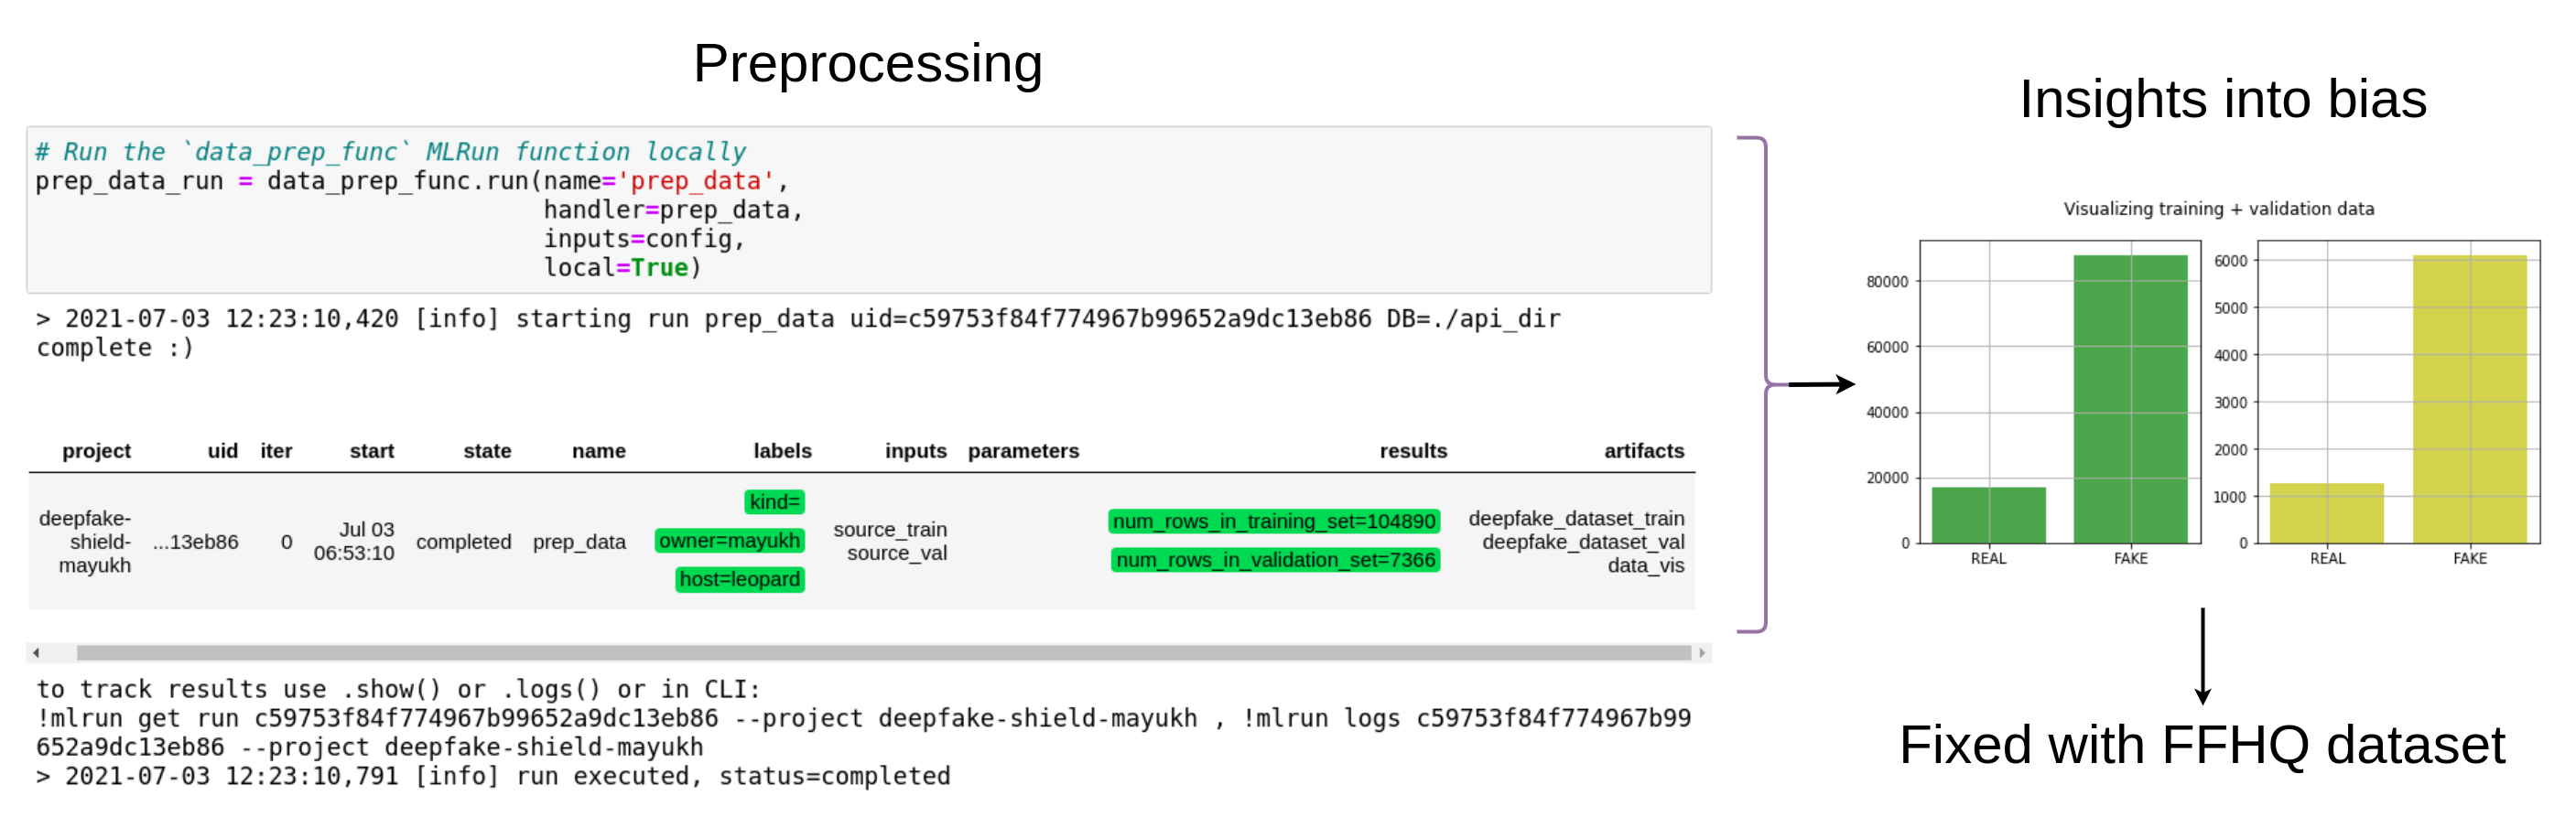 Preprocessing
# Run the `data_prep_func` MLRun function locally
prep_data_run = data_prep_func.run(name='prep_data',
handler=prep_data,
inputs=config,
local=True)
> 2021-07-03 12:23:10,420 [info] starting run prep_data uid=c59753f84f774967b99652a9dc13eb86 DB=./api_dir
complete :)
project uid iter start state name labels inputs parameters results artifacts
deepfake-shield-mayukh ...13eb86 0 Jul 03 06:53:10 completed prep_data kind= owner=mayukh host=leopard source_train source_val num_rows_in_training_set=104890 num_rows_in_validation_set=7366 deepfake_dataset_train deepfake_dataset_val data_vis
to track results use .show() or .logs() or in CLI:
!mlrun get run c59753f84f774967b99652a9dc13eb86 --project deepfake-shield-mayukh , !mlrun logs c59753f84f774967b99
652a9dc13eb86 --project deepfake-shield-mayukh
> 2021-07-03 12:23:10,791 [info] run executed, status=completed
Insights into bias
Visualizing training + validation data
80000
60000
40000
20000
0
REAL FAKE
6000
5000
4000
3000
2000
1000
0
REAL FAKE
Fixed with FFHQ dataset